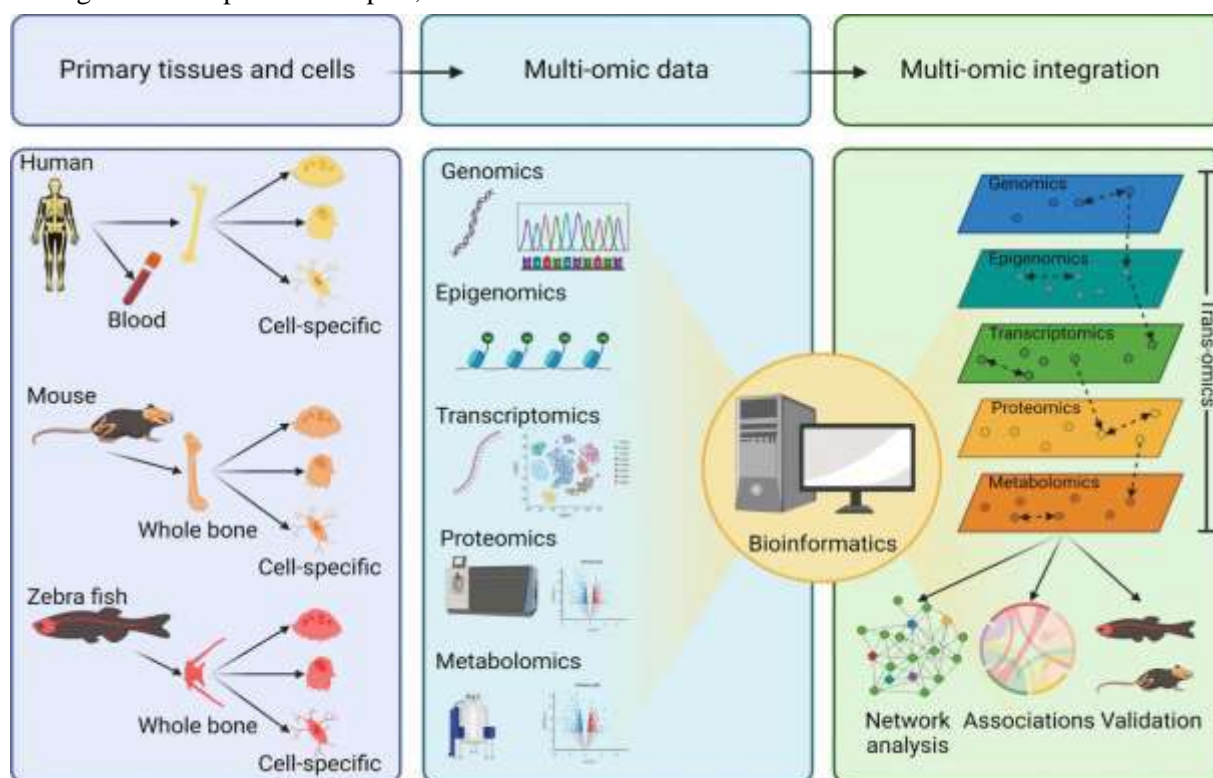 Primary tissues and cells
Multi-omic data
Multi-omic integration
Human
Blood
Cell-specific
Mouse
Whole bone
Cell-specific
Zebra fish
Whole bone
Cell-specific
Genomics
Epigenomics
Transcriptomics
Proteomics
Metabolomics
Bioinformatics
Genomics
Epigenomics
Transcriptomics
Proteomics
Metabolomics
Trans-omics
Network
analysis
Associations
Validation